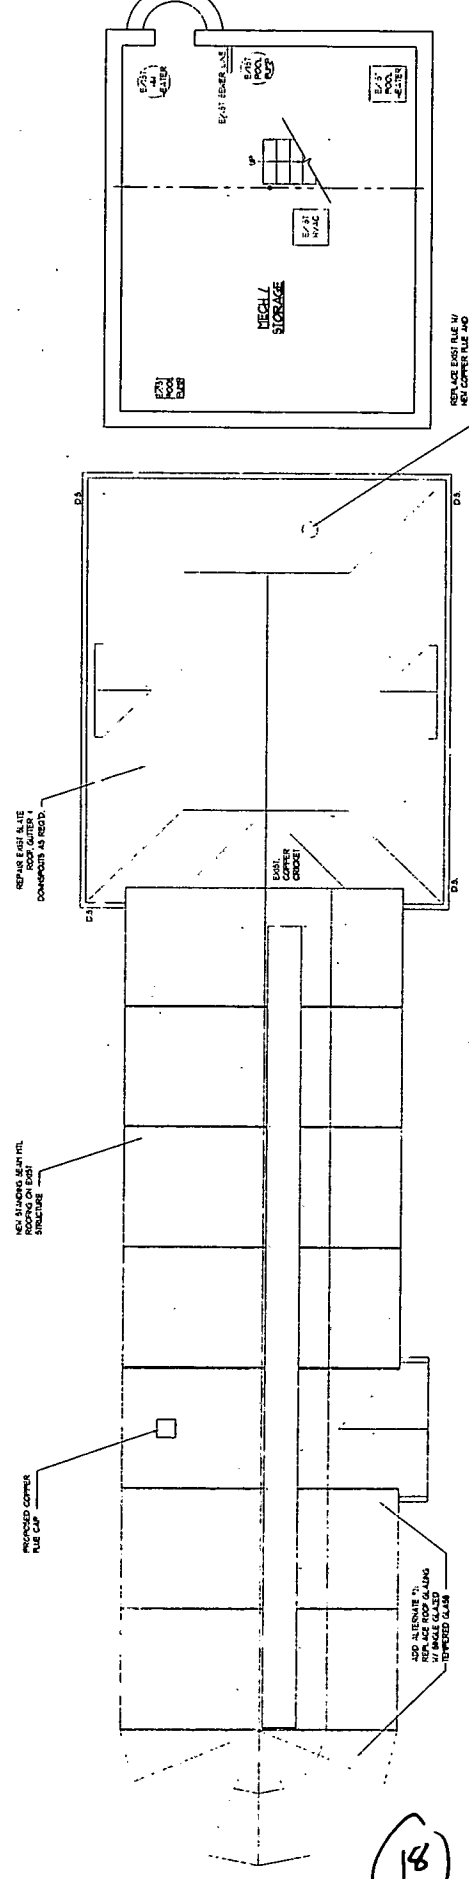 EXIST.
HW
HEATER
EXIST SEWER LINE
EXIST
POOL
PUMP
EXIST
POOL
HEATER
UP
EXIST
HVAC
MECH /
STORAGE
EXIST
POOL
PUMP
REPLACE EXIST FLUE W/
NEW COPPER FLUE AND
D.S.
D.S.
REPAIR EXIST SLATE
ROOF, GUTTER &
DOWNSPOUTS AS REQ'D.
EXIST.
COPPER
CRICKET
D.S.
D.S.
NEW STANDING SEAM MTL
ROOFING ON EXIST
STRUCTURE
PROPOSED COPPER
FLUE CAP
ADD ALTERNATE
REPLACE ROOF GLAZING
W/ SINGLE GLAZED
TEMPERED GLASS
18